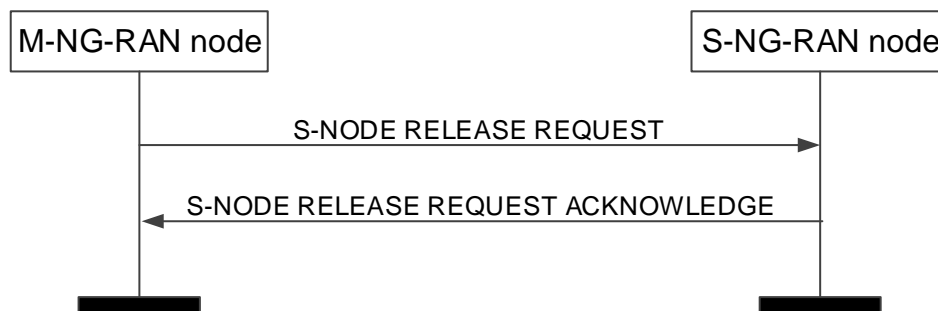 M-NG-RAN node
S-NG-RAN node
S-NODE RELEASE REQUEST
S-NODE RELEASE REQUEST ACKNOWLEDGE